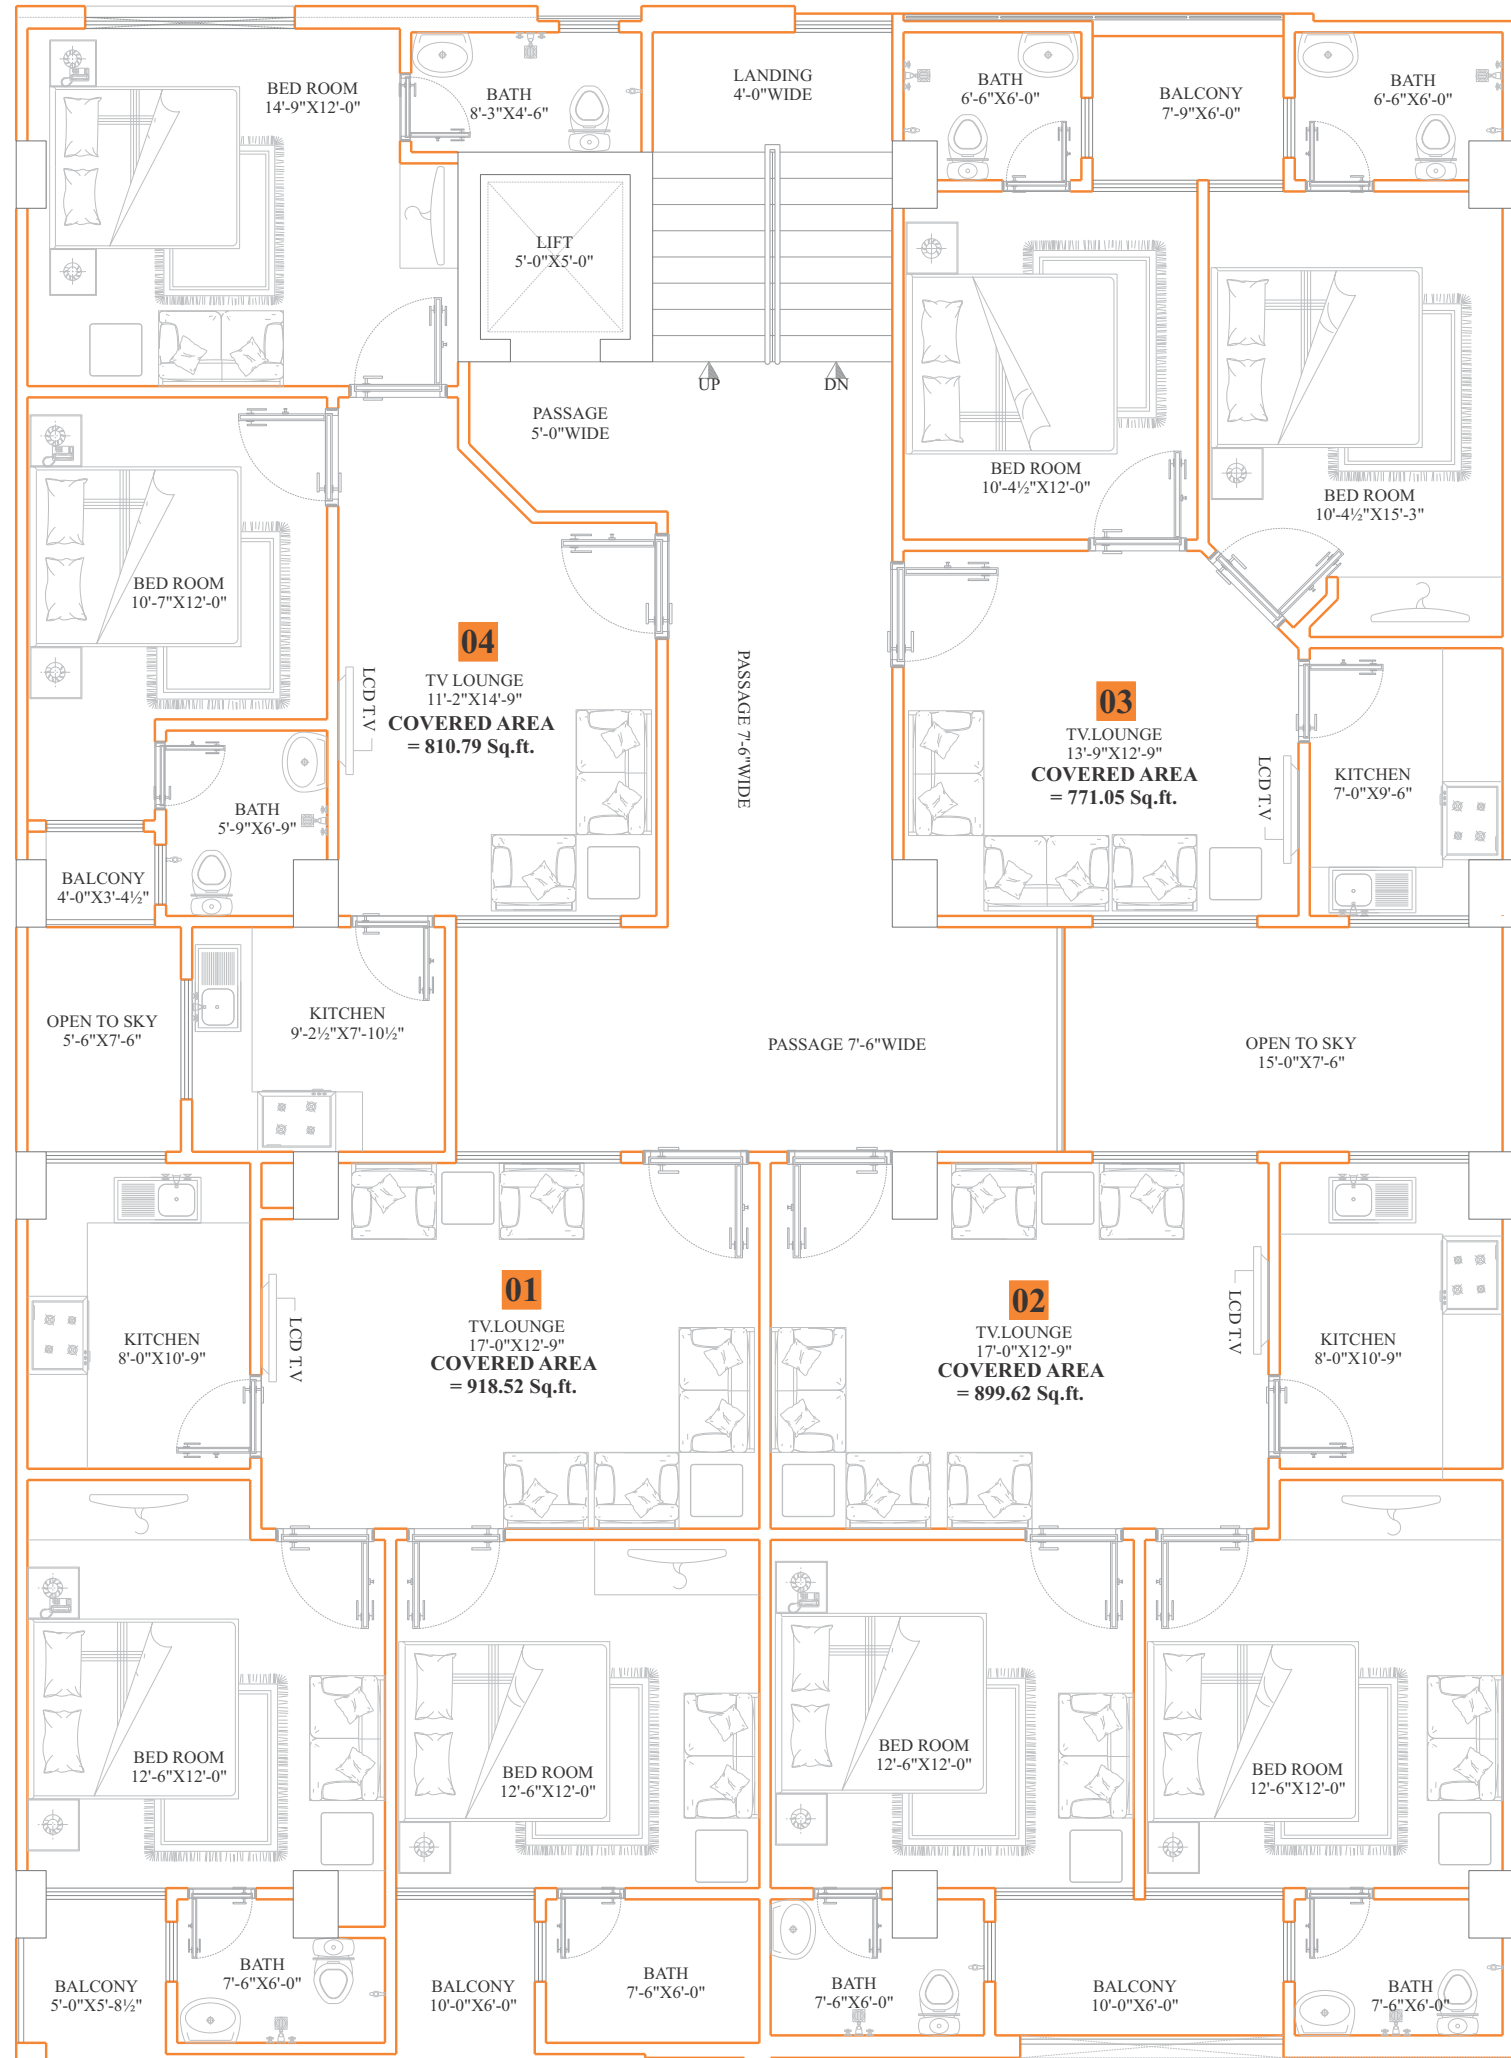 BED ROOM
14'-9"X12'-0"
BATH
8'-3"X4'-6"
LANDING
4'-0"WIDE
BATH
6'-6"X6'-0"
BALCONY
7'-9"X6'-0"
BATH
6'-6"X6'-0"
LIFT
5'-0"X5'-0"
UP
DN
PASSAGE
5'-0"WIDE
BED ROOM
10'-4½"X12'-0"
BED ROOM
10'-4½"X15'-3"
BED ROOM
10'-7"X12'-0"
04
TV LOUNGE
11'-2"X14'-9"
COVERED AREA
= 810.79 Sq.ft.
LCD T.V
PASSAGE 7'-6"WIDE
03
TV.LOUNGE
13'-9"X12'-9"
COVERED AREA
= 771.05 Sq.ft.
LCD T.V
KITCHEN
7'-0"X9'-6"
BATH
5'-9"X6'-9"
BALCONY
4'-0"X3'-4½"
OPEN TO SKY
5'-6"X7'-6"
KITCHEN
9'-2½"X7'-10½"
PASSAGE 7'-6"WIDE
OPEN TO SKY
15'-0"X7'-6"
KITCHEN
8'-0"X10'-9"
LCD T.V
01
TV.LOUNGE
17'-0"X12'-9"
COVERED AREA
= 918.52 Sq.ft.
02
TV.LOUNGE
17'-0"X12'-9"
COVERED AREA
= 899.62 Sq.ft.
LCD T.V
KITCHEN
8'-0"X10'-9"
BED ROOM
12'-6"X12'-0"
BED ROOM
12'-6"X12'-0"
BED ROOM
12'-6"X12'-0"
BED ROOM
12'-6"X12'-0"
BALCONY
5'-0"X5'-8½"
BATH
7'-6"X6'-0"
BALCONY
10'-0"X6'-0"
BATH
7'-6"X6'-0"
BATH
7'-6"X6'-0"
BALCONY
10'-0"X6'-0"
BATH
7'-6"X6'-0"